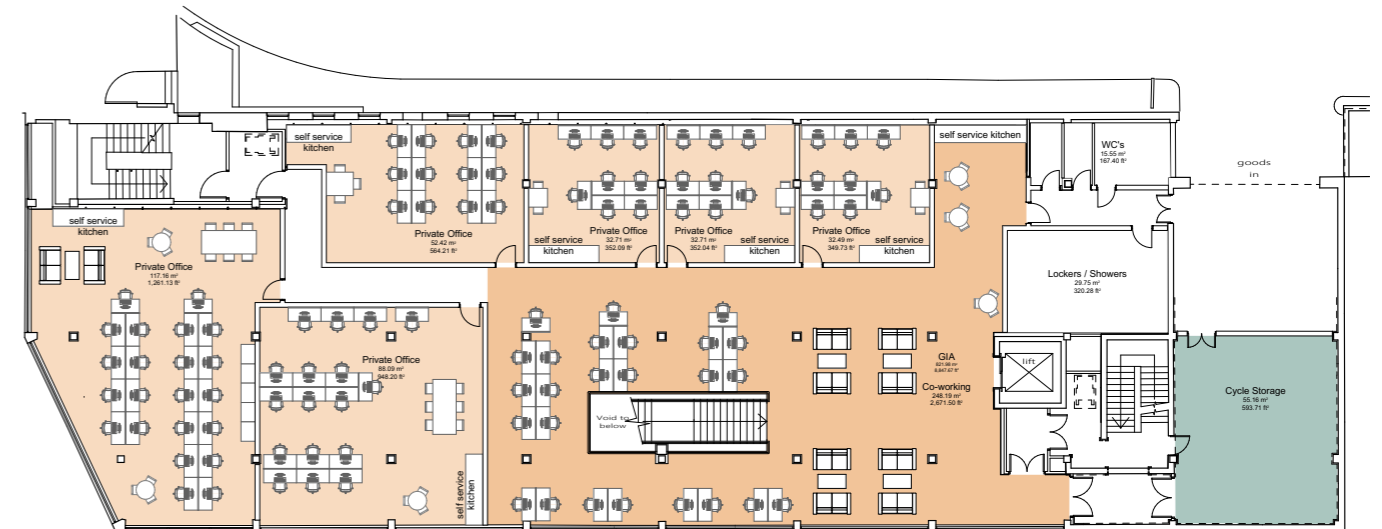 self service
kitchen
Private Office
52.42 m²
564.21 ft²
Private Office
32.71 m²
352.09 ft²
self service
kitchen
Private Office
32.71 m²
352.04 ft²
self service
kitchen
Private Office
32.49 m²
349.73 ft²
self service
kitchen
self service kitchen
WC's
15.55 m²
167.40 ft²
goods
in
self service
kitchen
Private Office
117.16 m²
1,261.13 ft²
Lockers / Showers
29.75 m²
320.28 ft²
Private Office
88.09 m²
948.20 ft²
self service
kitchen
Void to
below
GIA
Co-working
248.19 m²
2,671.50 ft²
lift
Cycle Storage
55.16 m²
593.71 ft²